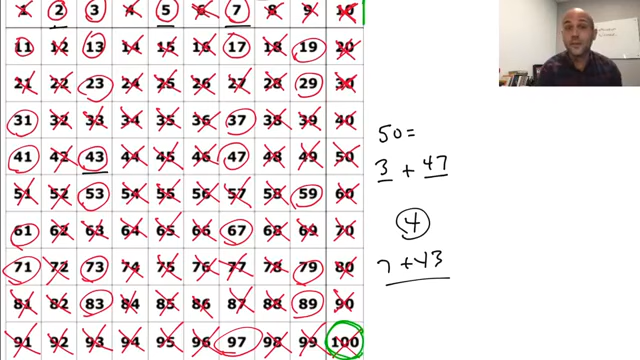 1 2 3 4 5 6 7 8 9 10
11 12 13 14 15 16 17 18 19 20
21 22 23 24 25 26 27 28 29 30
31 32 33 34 35 36 37 38 39 40
41 42 43 44 45 46 47 48 49 50
51 52 53 54 55 56 57 58 59 60
61 62 63 64 65 66 67 68 69 70
71 72 73 74 75 76 77 78 79 80
81 82 83 84 85 86 87 88 89 90
91 92 93 94 95 96 97 98 99 100
50=
3 + 47
4
7 + 43